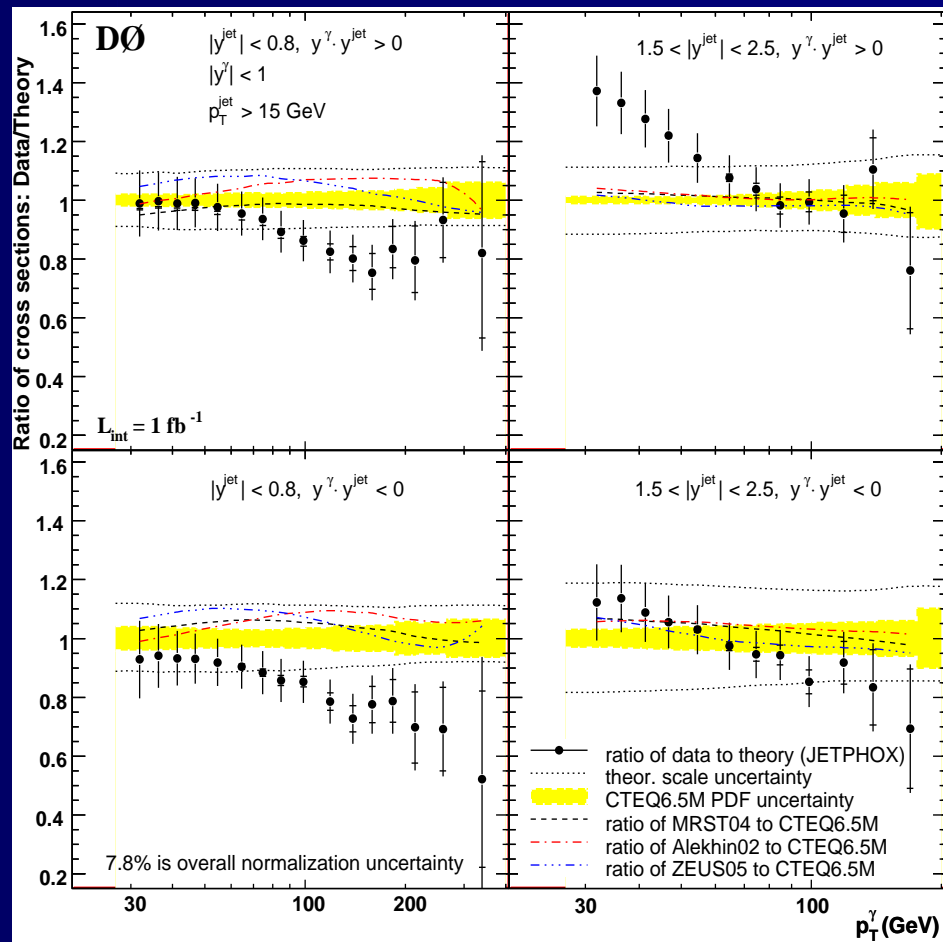 Ratio of cross sections: Data/Theory
1.6
1.4
1.2
1
0.8
0.6
0.4
0.2
DØ
|y^jet| < 0.8, y^γ · y^jet > 0
|y^γ| < 1
p_T^jet > 15 GeV
L_int = 1 fb^-1
30 100 200
1.5 < |y^jet| < 2.5, y^γ · y^jet > 0
30 100
1.6
1.4
1.2
1
0.8
0.6
0.4
0.2
|y^jet| < 0.8, y^γ · y^jet < 0
7.8% is overall normalization uncertainty
30 100 200
1.5 < |y^jet| < 2.5, y^γ · y^jet < 0
ratio of data to theory (JETPHOX)
theor. scale uncertainty
CTEQ6.5M PDF uncertainty
ratio of MRST04 to CTEQ6.5M
ratio of Alekhin02 to CTEQ6.5M
ratio of ZEUS05 to CTEQ6.5M
30 100 200
p_T^γ (GeV)